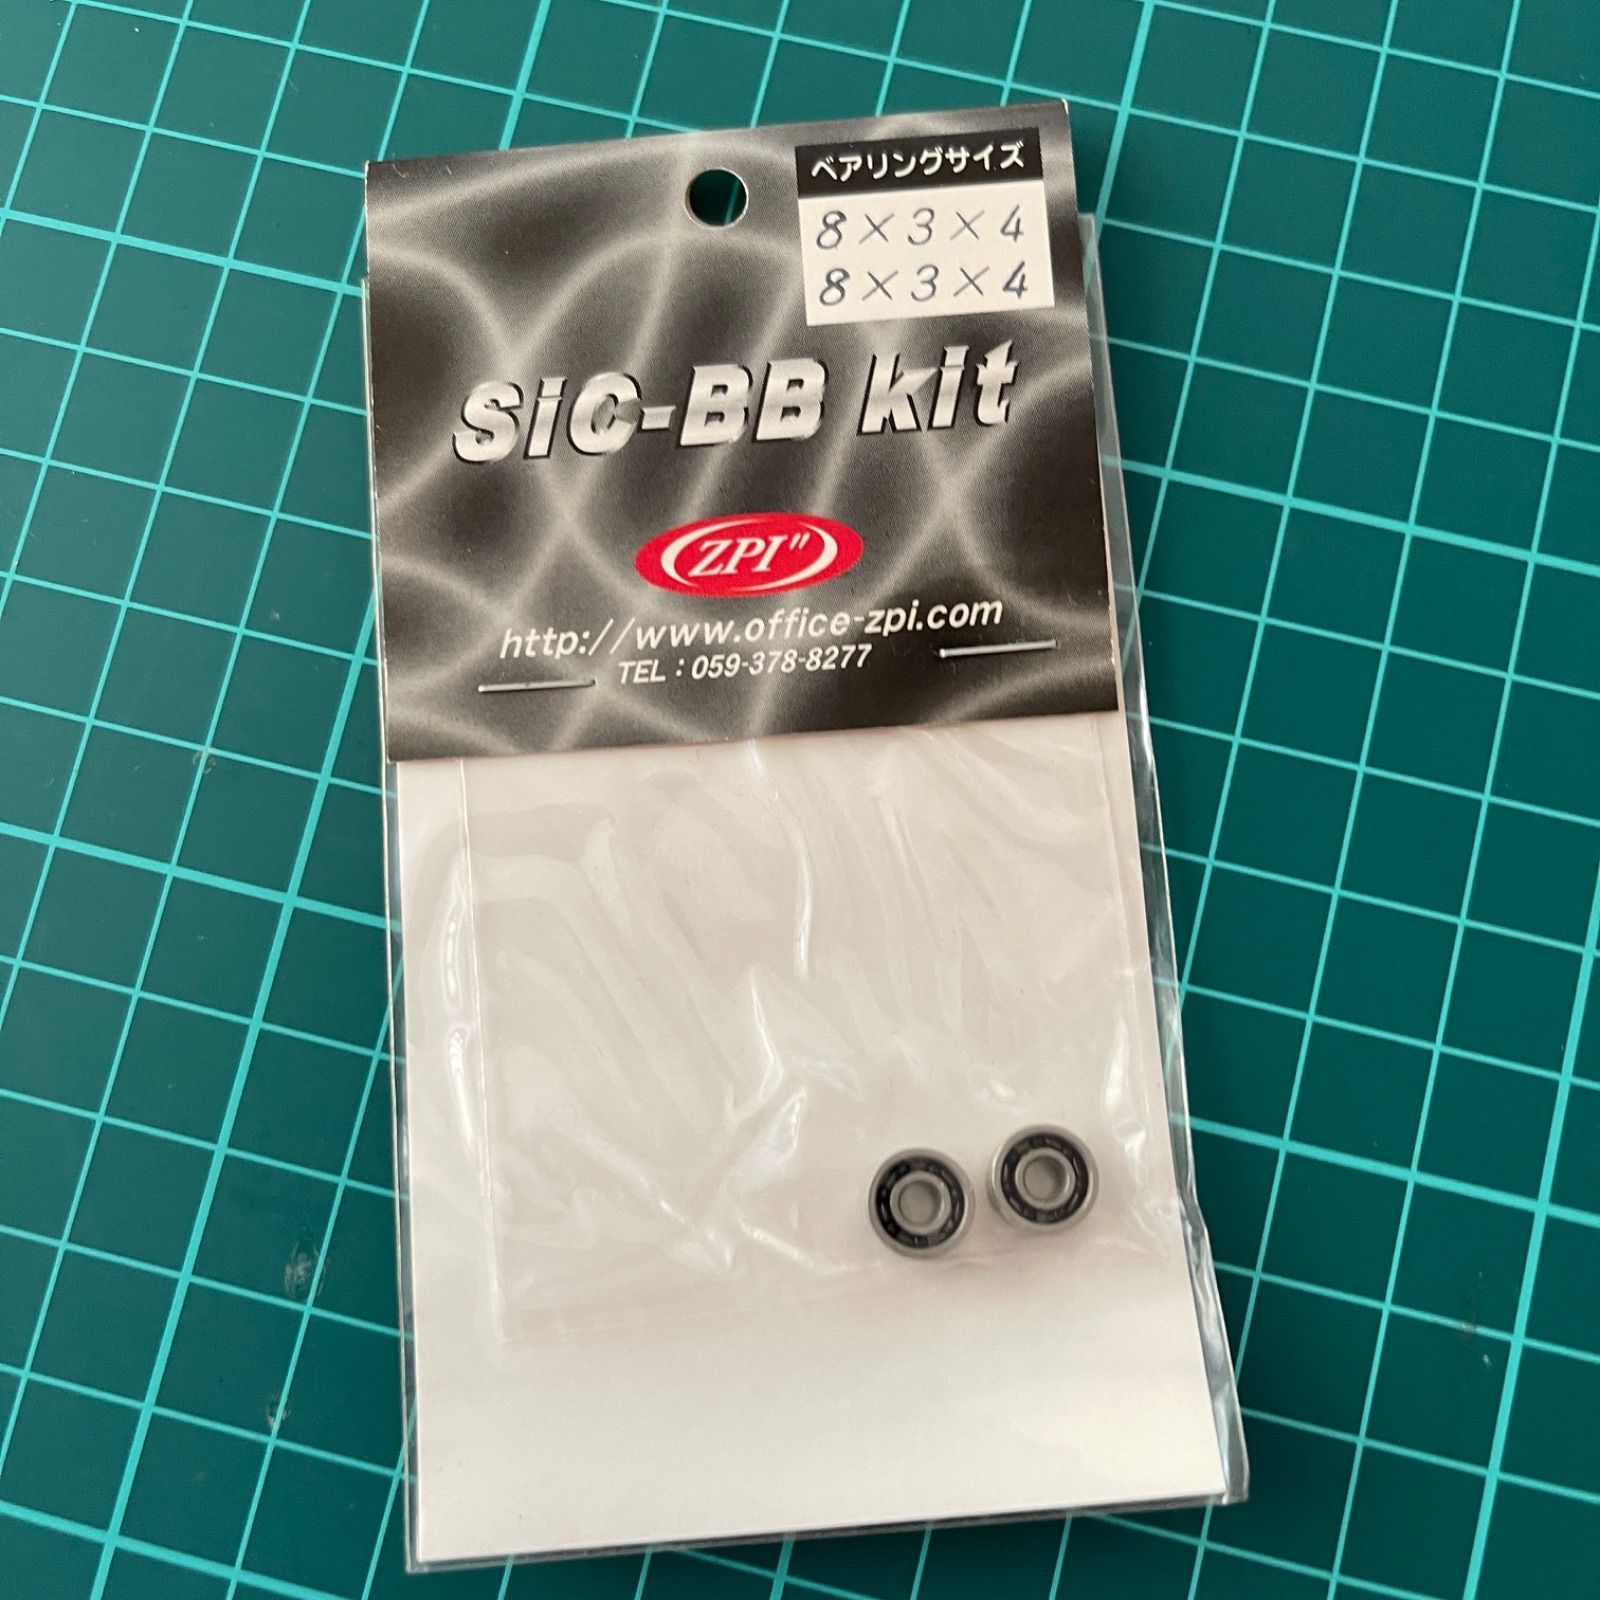 ベアリングサイズ
8×3×4
8×3×4
SiC-BB kit
ZPI"
http://www.office-zpi.com
TEL：059-378-8277